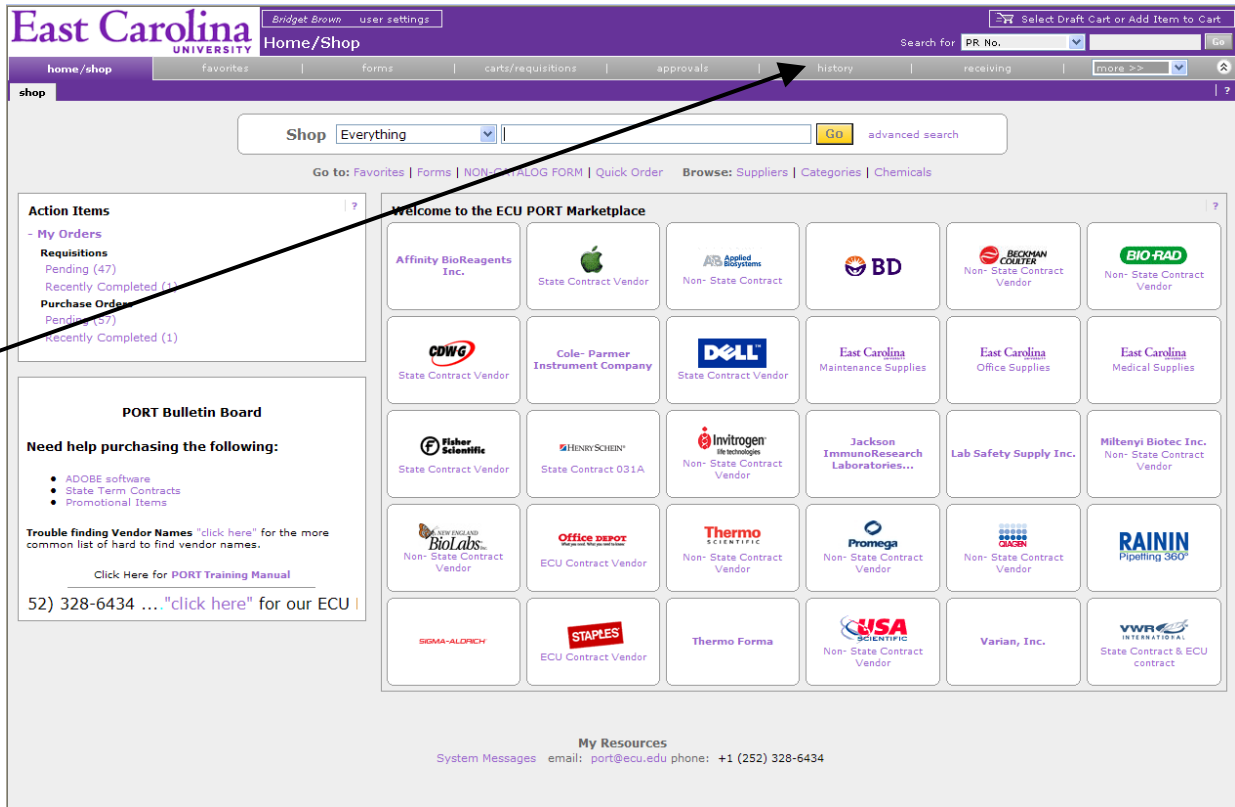 East Carolina
UNIVERSITY
Bridget Brown user settings
Select Draft Cart or Add Item to Cart
Home/Shop
Search for PR No. Go
home/shop favorites | forms | carts/requisitions | approvals | history | receiving | more >>
shop | ?
Shop Everything Go advanced search
Go to: Favorites | Forms | NON-CATALOG FORM | Quick Order Browse: Suppliers | Categories | Chemicals
Action Items | ?
- My Orders
Requisitions
Pending (47)
Recently Completed (1)
Purchase Orders
Pending (57)
Recently Completed (1)
PORT Bulletin Board
Need help purchasing the following:
ADOBE software
State Term Contracts
Promotional Items
Trouble finding Vendor Names "click here" for the more
common list of hard to find vendor names.
Click Here for PORT Training Manual
52) 328-6434 ...."click here" for our ECU
Welcome to the ECU PORT Marketplace | ?
Affinity BioReagents
Inc.
State Contract Vendor
AB Applied
Biosystems
Non- State Contract
BD
BECKMAN
COULTER
Non- State Contract
Vendor
BIO-RAD
Non- State Contract
Vendor
CDWG
State Contract Vendor
Cole- Parmer
Instrument Company
DELL™
State Contract Vendor
East Carolina
UNIVERSITY
Maintenance Supplies
East Carolina
UNIVERSITY
Office Supplies
East Carolina
UNIVERSITY
Medical Supplies
Fisher
Scientific
State Contract Vendor
HENRY SCHEIN®
State Contract 031A
Invitrogen™
life technologies
Non- State Contract
Vendor
Jackson
ImmunoResearch
Laboratories...
Lab Safety Supply Inc.
Miltenyi Biotec Inc.
Non- State Contract
Vendor
NEW ENGLAND
BioLabs Inc.
Non- State Contract
Vendor
Office DEPOT
What you need. When you need it.
ECU Contract Vendor
Thermo
SCIENTIFIC
Non- State Contract
Vendor
Promega
Non- State Contract
Vendor
QIAGEN
Non- State Contract
Vendor
RAININ
Pipetting 360°
SIGMA-ALDRICH
STAPLES
ECU Contract Vendor
Thermo Forma
USA
SCIENTIFIC
Non- State Contract
Vendor
Varian, Inc.
VWR
INTERNATIONAL
State Contract & ECU
contract
My Resources
System Messages email: port@ecu.edu phone: +1 (252) 328-6434